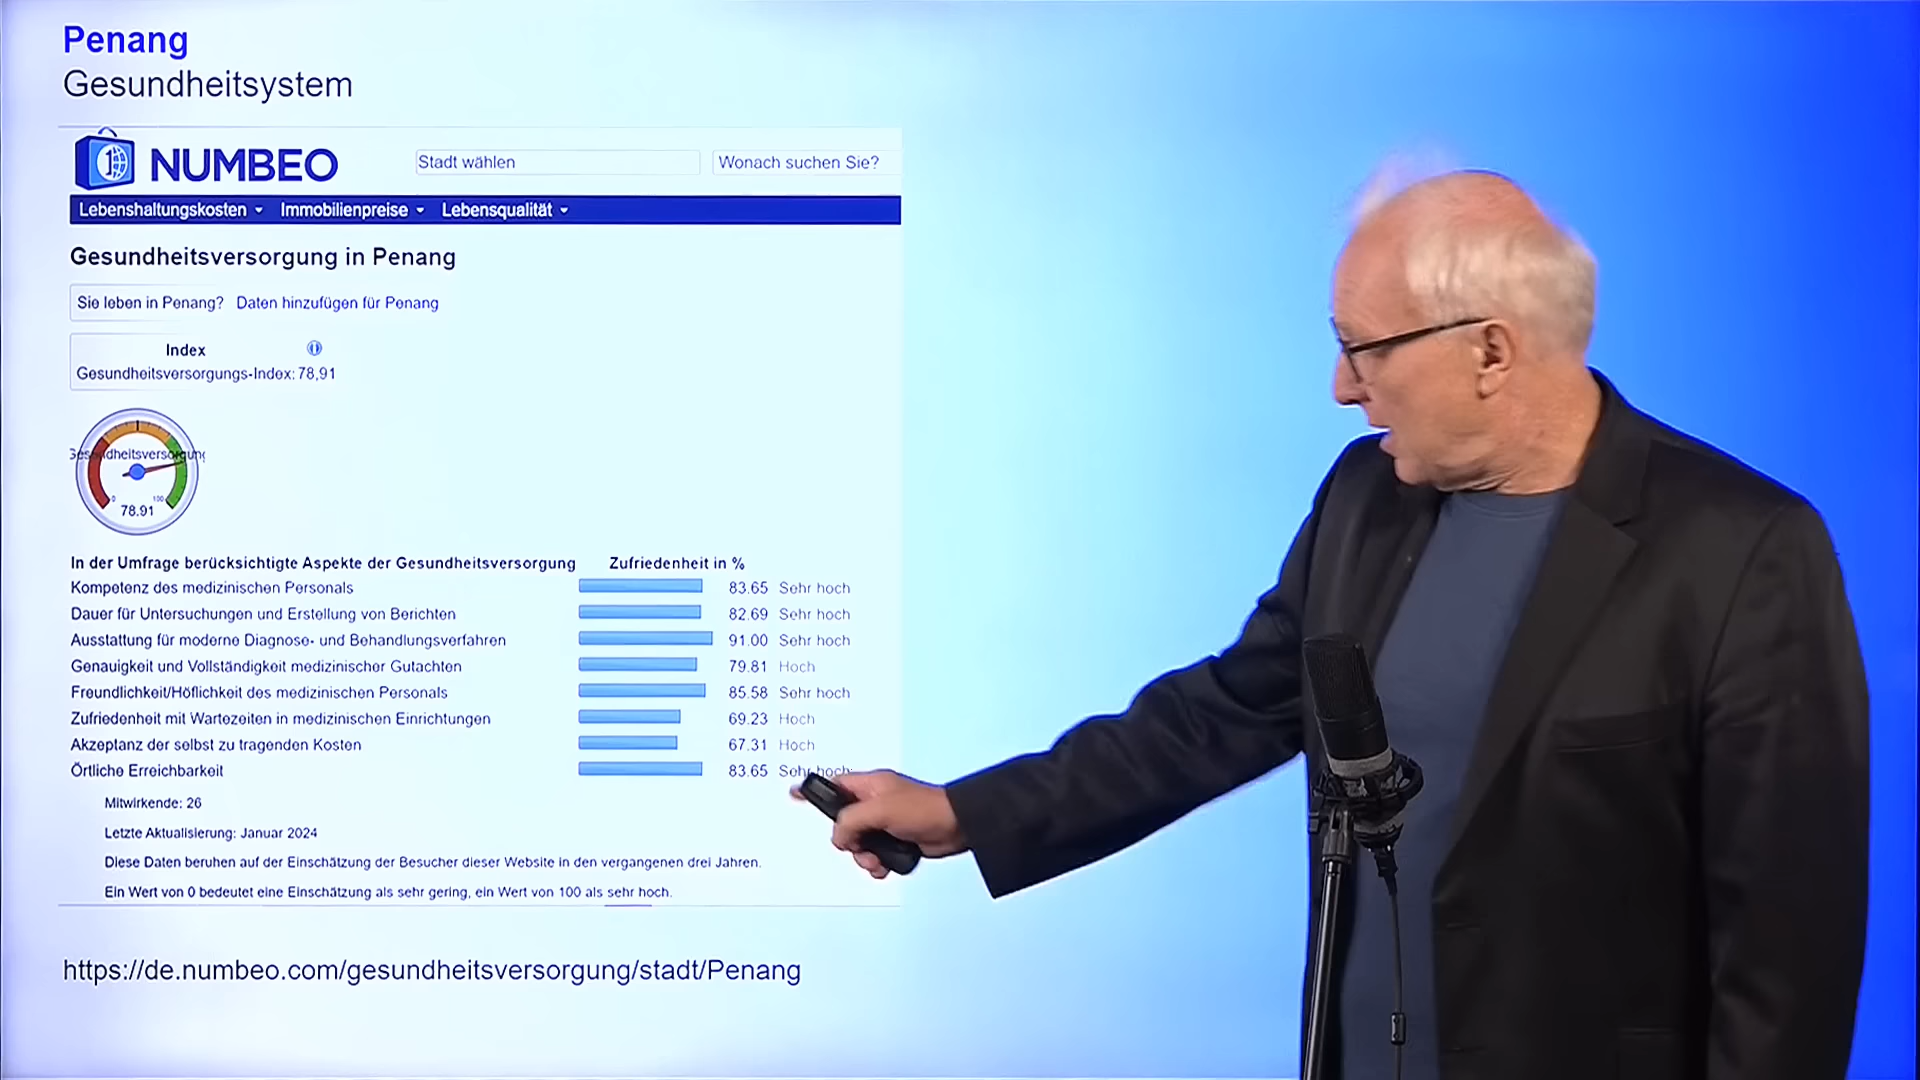 Penang
Gesundheitsystem
NUMBEO
Stadt wählen
Wonach suchen Sie?
Lebenshaltungskosten Immobilienpreise Lebensqualität
Gesundheitsversorgung in Penang
Sie leben in Penang? Daten hinzufügen für Penang
Index
Gesundheitsversorgungs-Index: 78,91
0 100
78.91
In der Umfrage berücksichtigte Aspekte der Gesundheitsversorgung Zufriedenheit in %
Kompetenz des medizinischen Personals 83.65 Sehr hoch
Dauer für Untersuchungen und Erstellung von Berichten 82.69 Sehr hoch
Ausstattung für moderne Diagnose- und Behandlungsverfahren 91.00 Sehr hoch
Genauigkeit und Vollständigkeit medizinischer Gutachten 79.81 Hoch
Freundlichkeit/Höflichkeit des medizinischen Personals 85.58 Sehr hoch
Zufriedenheit mit Wartezeiten in medizinischen Einrichtungen 69.23 Hoch
Akzeptanz der selbst zu tragenden Kosten 67.31 Hoch
Örtliche Erreichbarkeit 83.65 Sehr hoch
Mitwirkende: 26
Letzte Aktualisierung: Januar 2024
Diese Daten beruhen auf der Einschätzung der Besucher dieser Website in den vergangenen drei Jahren.
Ein Wert von 0 bedeutet eine Einschätzung als sehr gering, ein Wert von 100 als sehr hoch.
https://de.numbeo.com/gesundheitsversorgung/stadt/Penang